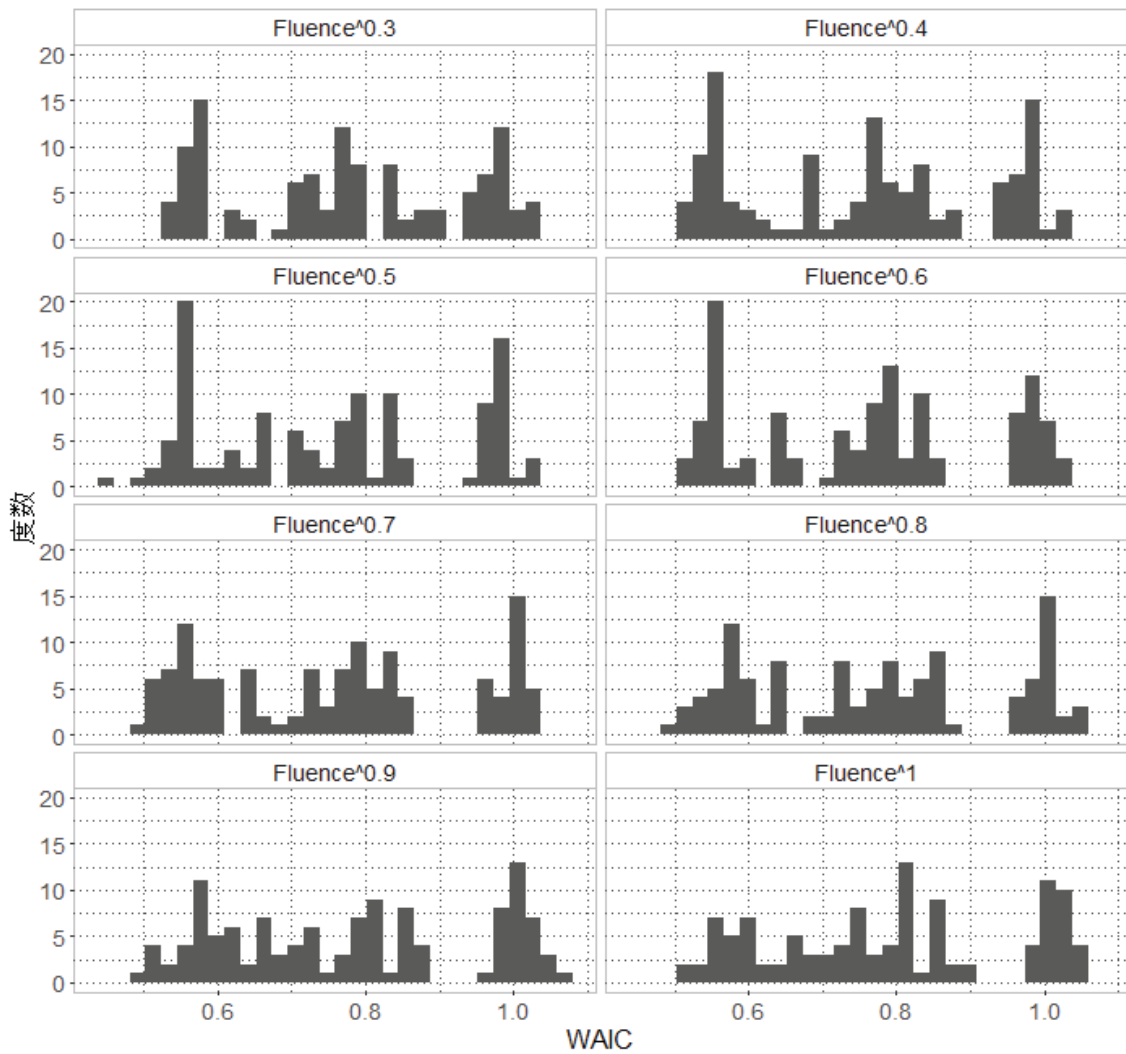 Fluence^0.3 Fluence^0.4
20
15
10
5
0
Fluence^0.5 Fluence^0.6
20
15
10
5
0
度数
Fluence^0.7 Fluence^0.8
20
15
10
5
0
Fluence^0.9 Fluence^1
20
15
10
5
0
0.6 0.8 1.0 0.6 0.8 1.0
WAIC